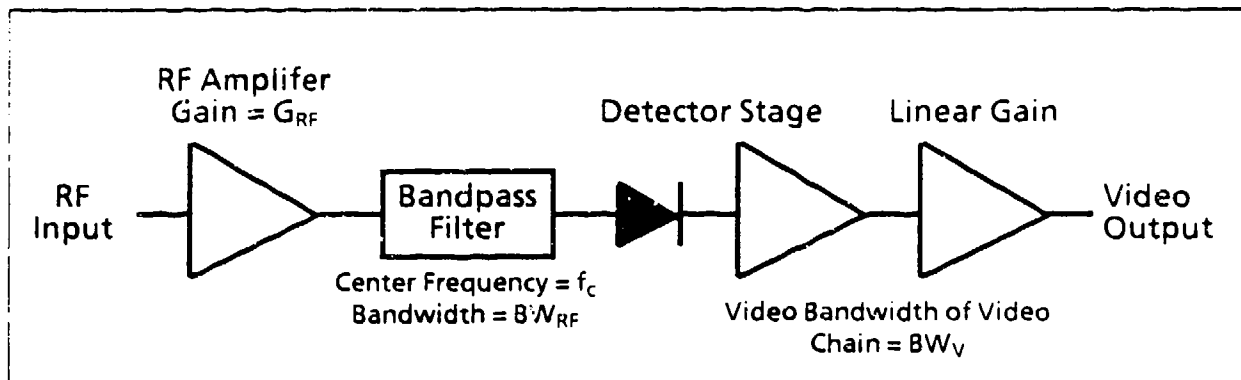 RF Amplifer
Gain = G_RF
Detector Stage
Linear Gain
RF
Input
Bandpass
Filter
Video
Output
Center Frequency = f_c
Bandwidth = BW_RF
Video Bandwidth of Video
Chain = BW_V